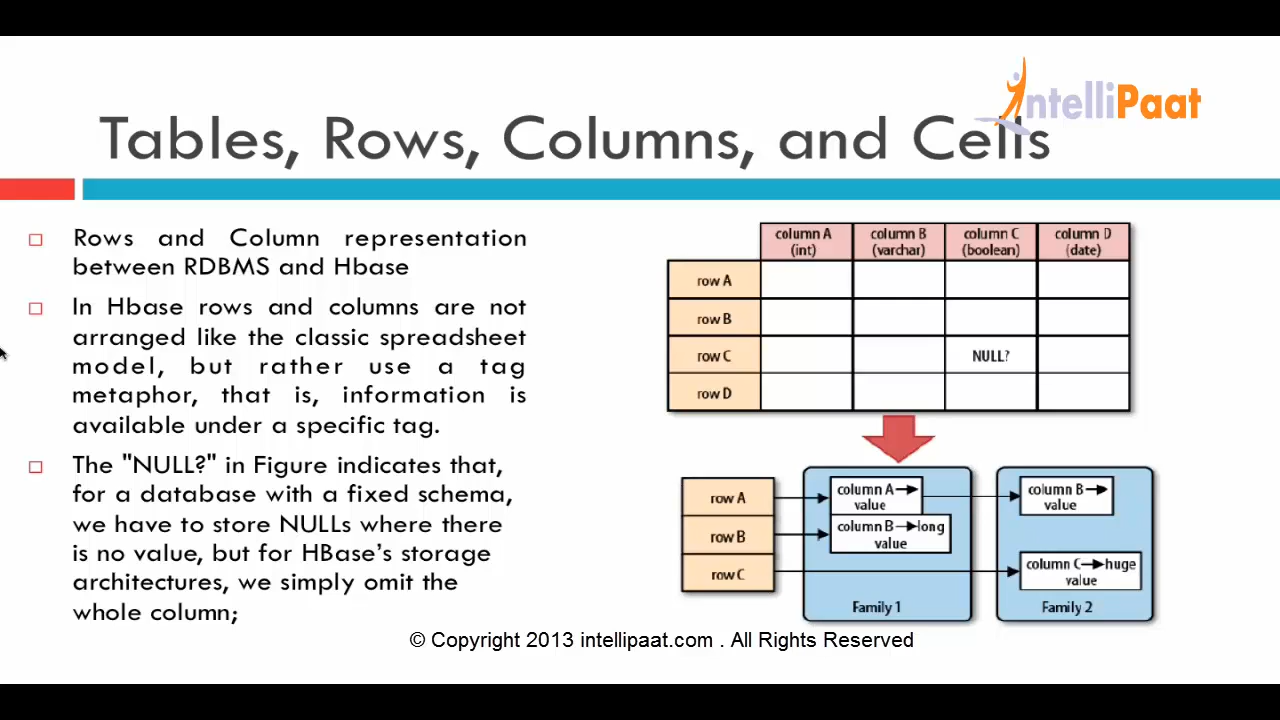 IntelliPaat
Tables, Rows, Columns, and Cells
Rows and Column representation
between RDBMS and Hbase
In Hbase rows and columns are not
arranged like the classic spreadsheet
model, but rather use a tag
metaphor, that is, information is
available under a specific tag.
The "NULL?" in Figure indicates that,
for a database with a fixed schema,
we have to store NULLs where there
is no value, but for HBase's storage
architectures, we simply omit the
whole column;
column A column B column C column D
(int) (varchar) (boolean) (date)
row A
row B
row C NULL?
row D
row A column A→ value column B→ value
row B column B→long value
row C column C→huge value
Family 1 Family 2
© Copyright 2013 intellipaat.com . All Rights Reserved